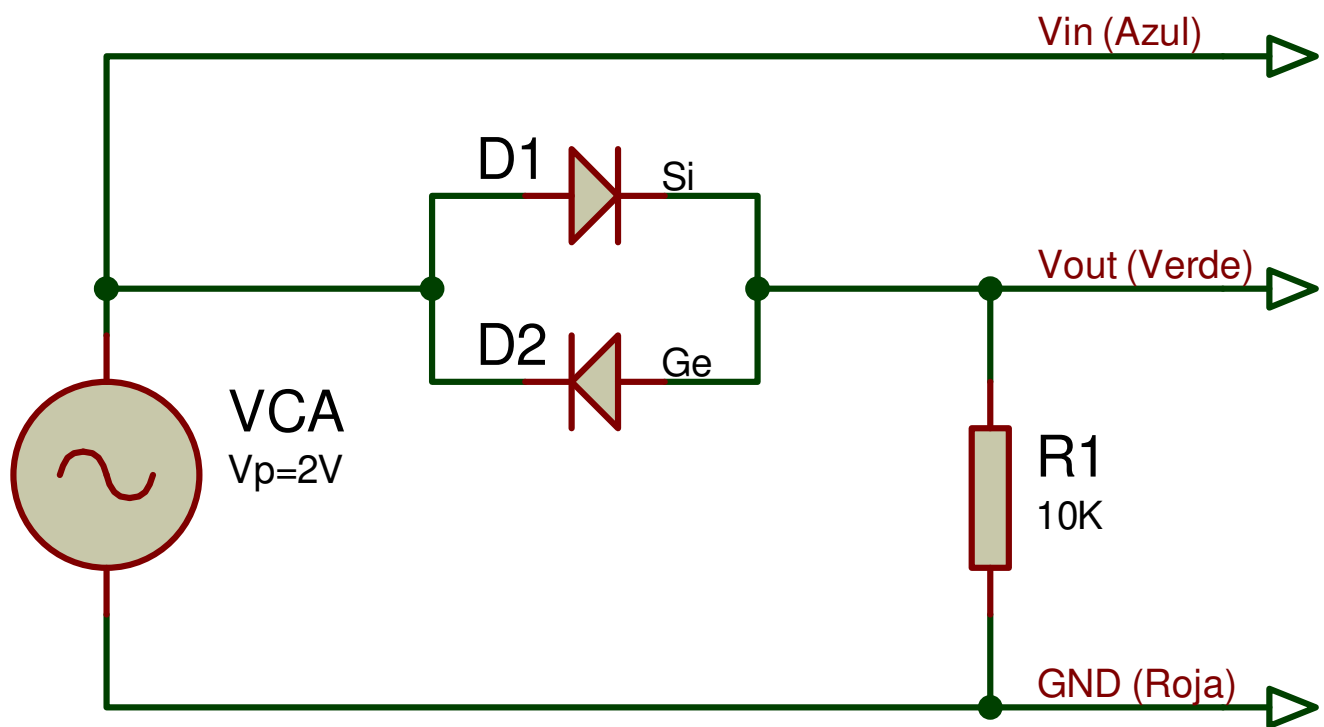 Vin (Azul)
D1
Si
Vout (Verde)
D2
Ge
VCA
Vp=2V
R1
10K
GND (Roja)